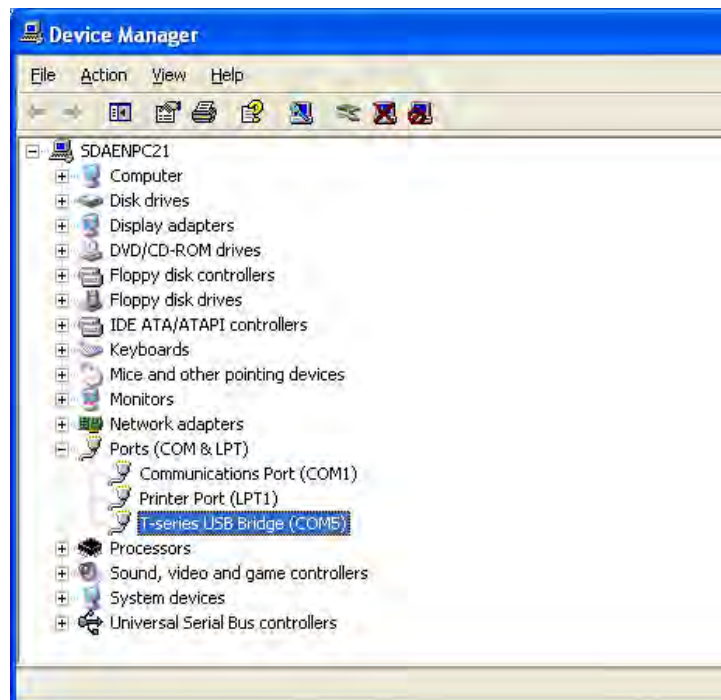 Device Manager
File Action View Help
SDAENPC21
Computer
Disk drives
Display adapters
DVD/CD-ROM drives
Floppy disk controllers
Floppy disk drives
IDE ATA/ATAPI controllers
Keyboards
Mice and other pointing devices
Monitors
Network adapters
Ports (COM & LPT)
Communications Port (COM1)
Printer Port (LPT1)
T-series USB Bridge (COM5)
Processors
Sound, video and game controllers
System devices
Universal Serial Bus controllers